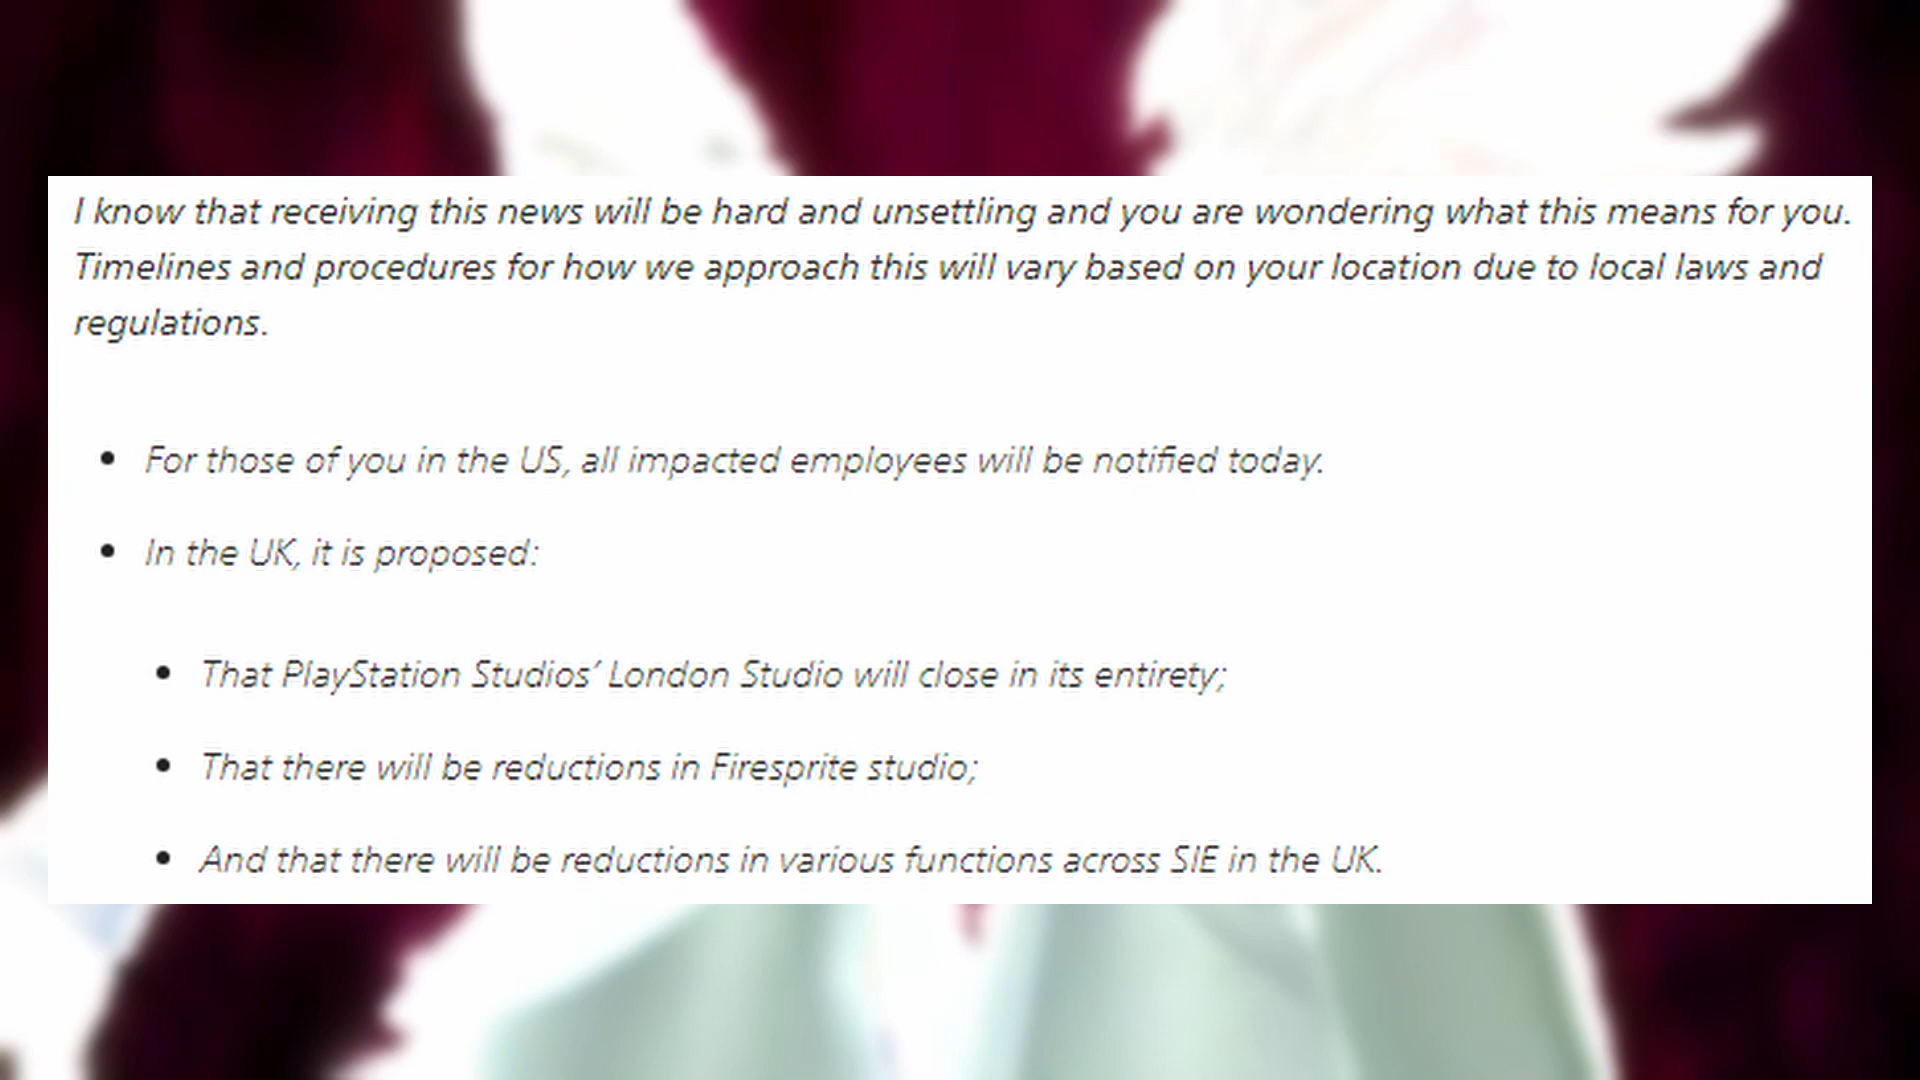 I know that receiving this news will be hard and unsettling and you are wondering what this means for you.
Timelines and procedures for how we approach this will vary based on your location due to local laws and
regulations.
• For those of you in the US, all impacted employees will be notified today.
• In the UK, it is proposed:
• That PlayStation Studios’ London Studio will close in its entirety;
• That there will be reductions in Firesprite studio;
• And that there will be reductions in various functions across SIE in the UK.